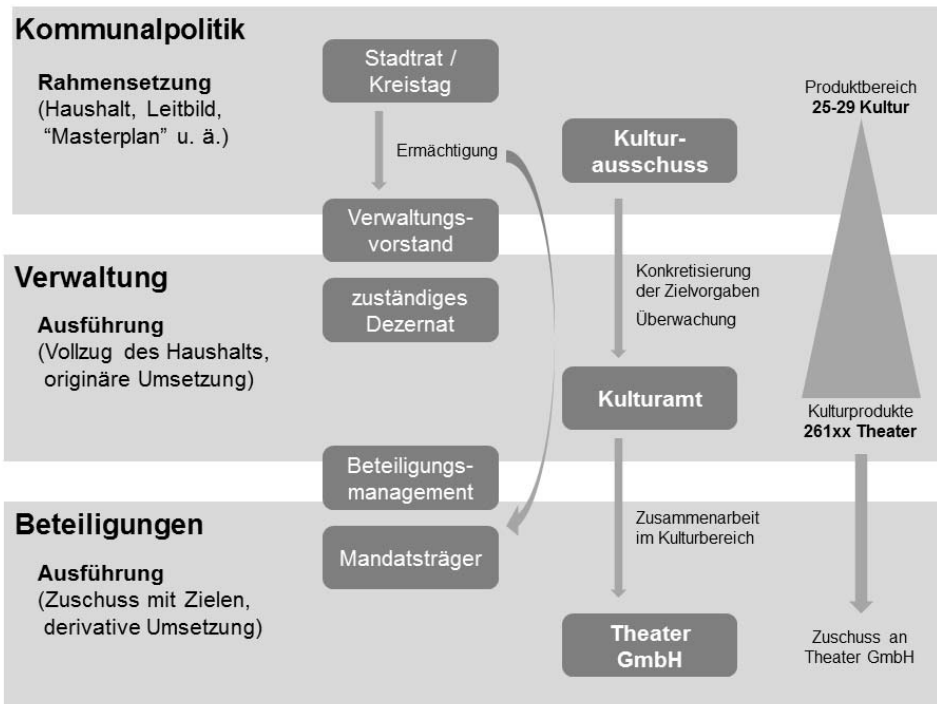 Kommunalpolitik
Rahmensetzung
(Haushalt, Leitbild,
“Masterplan” u. ä.)
Stadtrat /
Kreistag
Ermächtigung
Kultur-
ausschuss
Produktbereich
25-29 Kultur
Verwaltungs-
vorstand
Verwaltung
Ausführung
(Vollzug des Haushalts,
originäre Umsetzung)
zuständiges
Dezernat
Konkretisierung
der Zielvorgaben
Überwachung
Kulturamt
Kulturprodukte
261xx Theater
Beteiligungs-
management
Beteiligungen
Ausführung
(Zuschuss mit Zielen,
derivative Umsetzung)
Mandatsträger
Zusammenarbeit
im Kulturbereich
Theater
GmbH
Zuschuss an
Theater GmbH